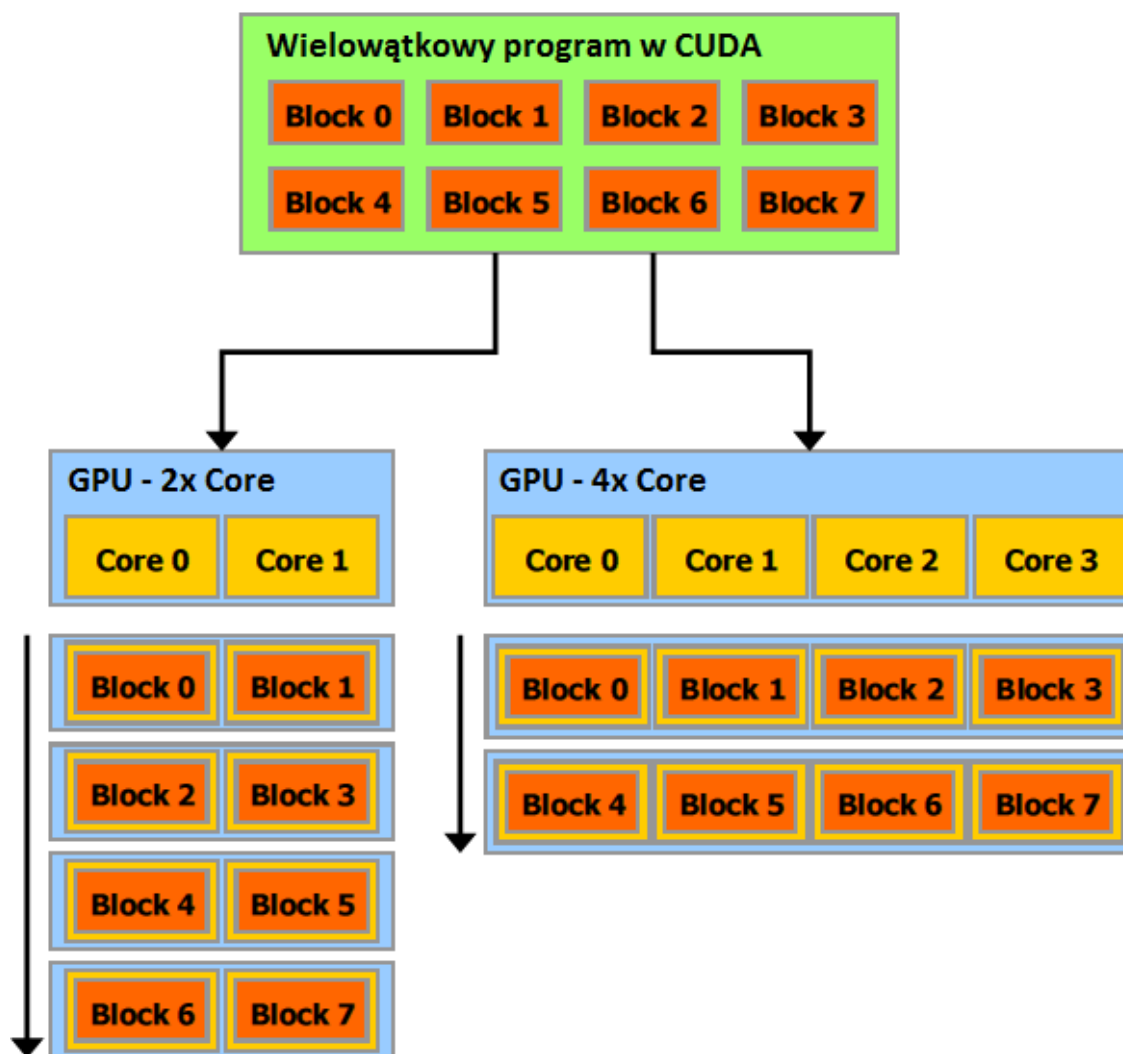 Wielowątkowy program w CUDA
Block 0 Block 1 Block 2 Block 3
Block 4 Block 5 Block 6 Block 7
GPU - 2x Core
Core 0 Core 1
Block 0 Block 1
Block 2 Block 3
Block 4 Block 5
Block 6 Block 7
GPU - 4x Core
Core 0 Core 1 Core 2 Core 3
Block 0 Block 1 Block 2 Block 3
Block 4 Block 5 Block 6 Block 7